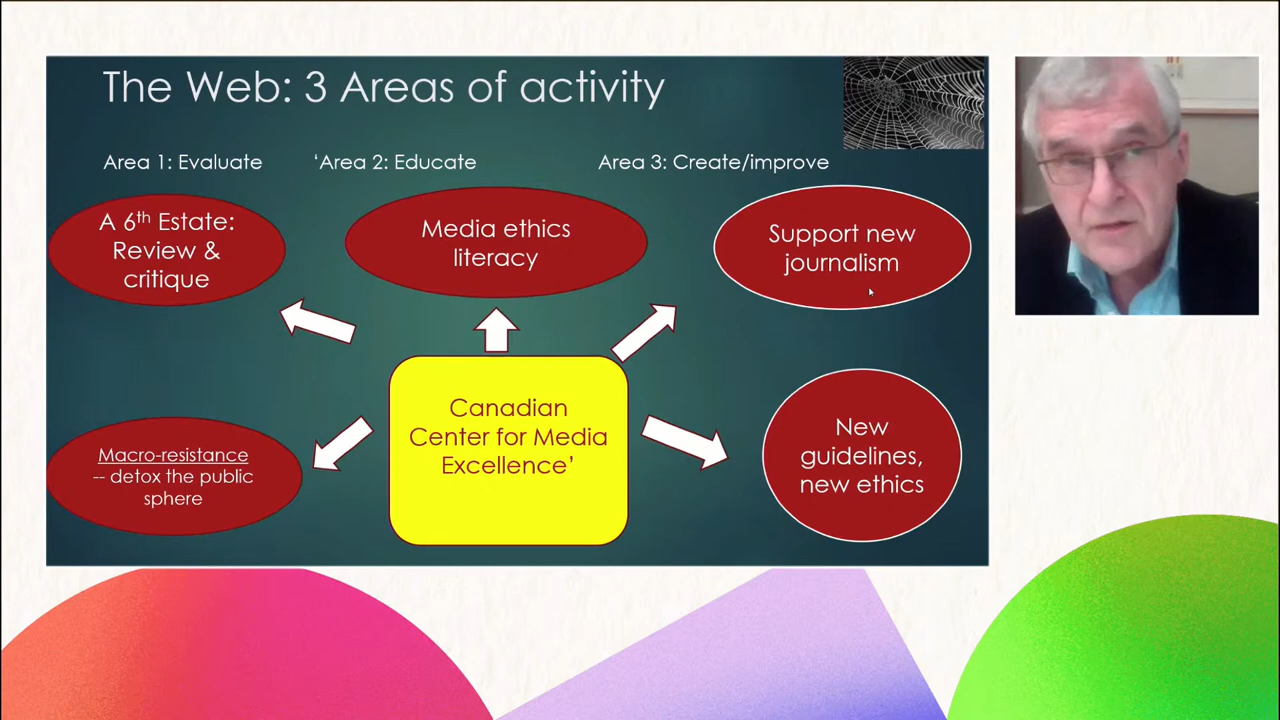 The Web: 3 Areas of activity
Area 1: Evaluate
‘Area 2: Educate
Area 3: Create/improve
A 6th Estate:
Review &
critique
Media ethics
literacy
Support new
journalism
Canadian
Center for Media
Excellence’
Macro-resistance
-- detox the public
sphere
New
guidelines,
new ethics